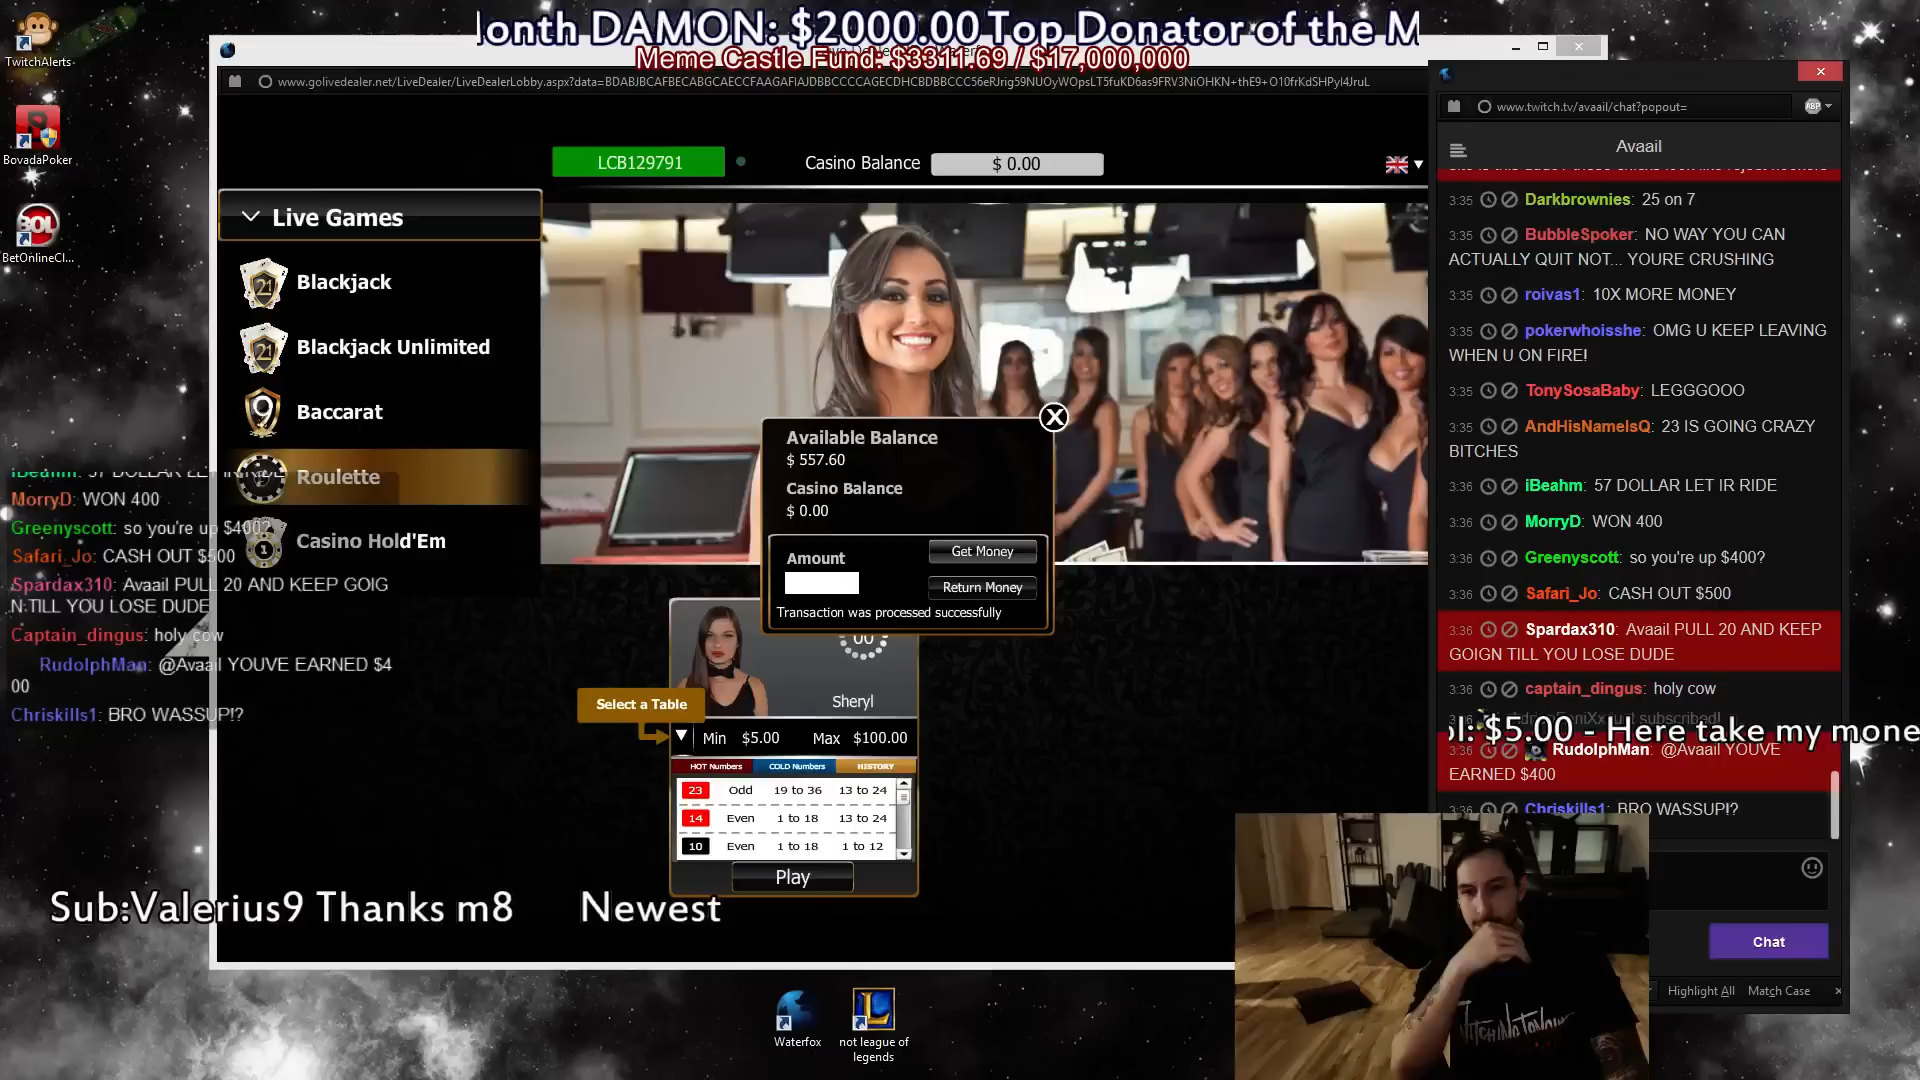 TwitchAlerts
BovadaPoker
BetOnlineCl...
onth DAMON: $2000.00 Top Donator of the M
Meme Castle Fund: $3311.69 / $17,000,000
www.golivedealer.net/LiveDealer/LiveDealerLobby.aspx?data=
LCB129791
Casino Balance
$ 0.00
Live Games
Blackjack
Blackjack Unlimited
Baccarat
Roulette
Casino Hold'Em
iBeahm: 57 DOLLAR LET IR RIDE
MorryD: WON 400
Greenyscott: so you're up $400?
Safari_Jo: CASH OUT $500
Spardax310: Avaail PULL 20 AND KEEP GOIG
N TILL YOU LOSE DUDE
Captain_dingus: holy cow
RudolphMan: @Avaail YOUVE EARNED $4
00
Chriskills1: BRO WASSUP!?
Available Balance
$ 557.60
Casino Balance
$ 0.00
Amount
Get Money
Return Money
Transaction was processed successfully
00
Sheryl
Select a Table
Min $5.00 Max $100.00
HOT Numbers COLD Numbers HISTORY
23 Odd 19 to 36 13 to 24
14 Even 1 to 18 13 to 24
10 Even 1 to 18 1 to 12
Play
Sub:Valerius9 Thanks m8 Newest
Waterfox
not league of
legends
www.twitch.tv/avaail/chat?popout=
ABP
Avaail
3:35 Darkbrownies: 25 on 7
3:35 BubbleSpoker: NO WAY YOU CAN
ACTUALLY QUIT NOT... YOURE CRUSHING
3:35 roivas1: 10X MORE MONEY
3:35 pokerwhoisshe: OMG U KEEP LEAVING
WHEN U ON FIRE!
3:35 TonySosaBaby: LEGGGOOO
3:35 AndHisNameIsQ: 23 IS GOING CRAZY
BITCHES
3:36 iBeahm: 57 DOLLAR LET IR RIDE
3:36 MorryD: WON 400
3:36 Greenyscott: so you're up $400?
3:36 Safari_Jo: CASH OUT $500
3:36 Spardax310: Avaail PULL 20 AND KEEP
GOIGN TILL YOU LOSE DUDE
3:36 captain_dingus: holy cow
just subscribed!
ol: $5.00 - Here take my mone
3:36 RudolphMan: @Avaail YOUVE
EARNED $400
3:36 Chriskills1: BRO WASSUP!?
Chat
Highlight All Match Case